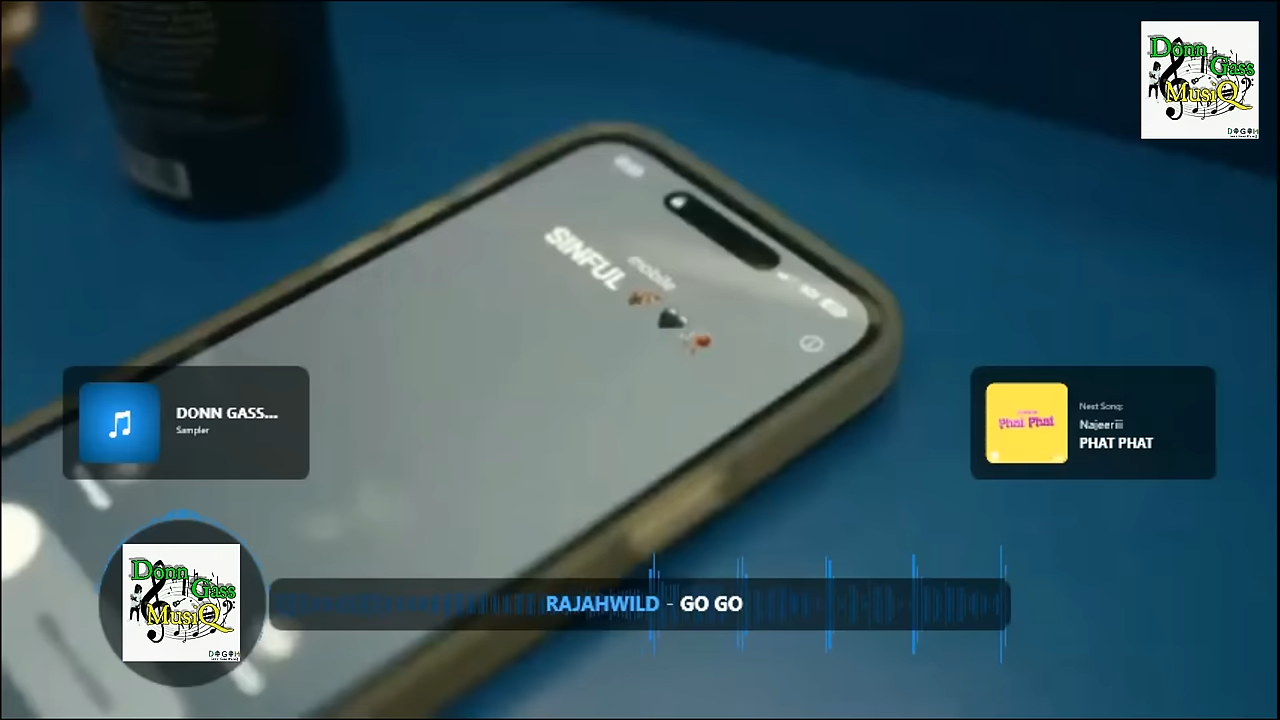 Donn
Gass
MusiQ
SINFUL
mobile
DONN GASS...
Sampler
Next Song:
Najeeriii
PHAT PHAT
Phat Phat
Donn
Gass
MusiQ
RAJAHWILD - GO GO